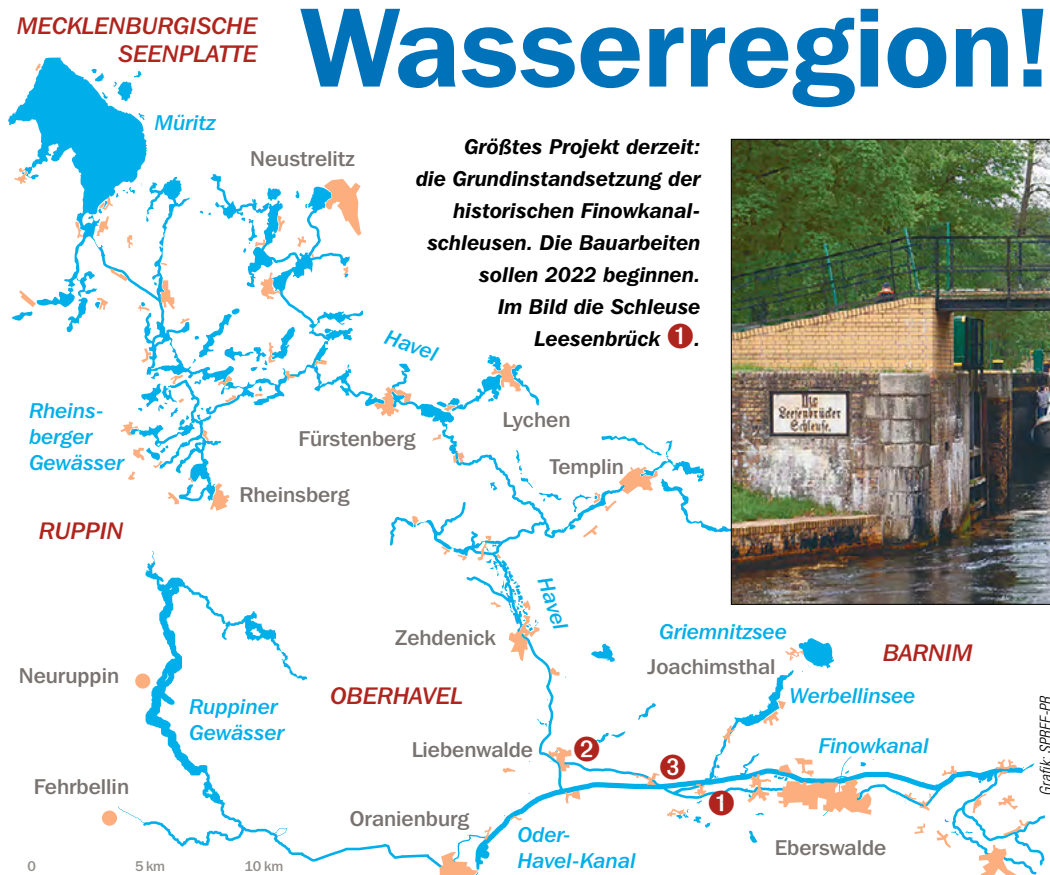 Wasserregion!
MECKLENBURGISCHE
SEENPLATTE
Müritz
Neustrelitz
Größtes Projekt derzeit:
die Grundinstandsetzung der
historischen Finowkanal-
schleusen. Die Bauarbeiten
sollen 2022 beginnen.
Im Bild die Schleuse
Leesenbrück 1.
Die
Leesenbrücker
Schleuse.
Havel
Rheins-
berger
Gewässer
Lychen
Fürstenberg
Templin
Rheinsberg
RUPPIN
Havel
Zehdenick
Griemnitzsee
Joachimsthal
BARNIM
Neuruppin
OBERHAVEL
Werbellinsee
Ruppiner
Gewässer
Liebenwalde
2
Finowkanal
3
1
Fehrbellin
Oranienburg
Oder-
Havel-Kanal
Eberswalde
0 5 km 10 km
Grafik: SPREE-PR